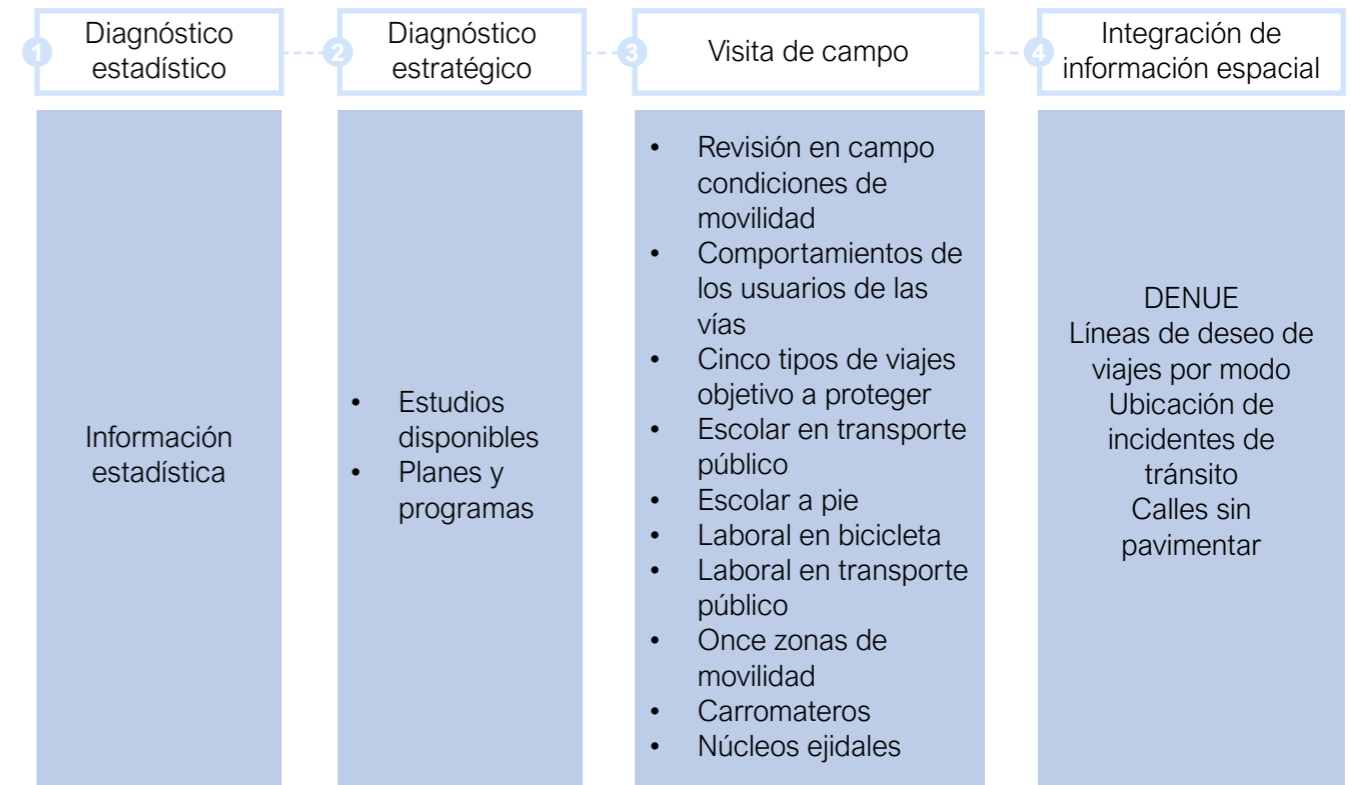 1
Diagnóstico
estadístico
2
Diagnóstico
estratégico
3
Visita de campo
4
Integración de
información espacial
Información
estadística
• Estudios
disponibles
• Planes y
programas
• Revisión en campo
condiciones de
movilidad
• Comportamientos de
los usuarios de las
vías
• Cinco tipos de viajes
objetivo a proteger
• Escolar en transporte
público
• Escolar a pie
• Laboral en bicicleta
• Laboral en transporte
público
• Once zonas de
movilidad
• Carromateros
• Núcleos ejidales
DENUE
Líneas de deseo de
viajes por modo
Ubicación de
incidentes de
tránsito
Calles sin
pavimentar